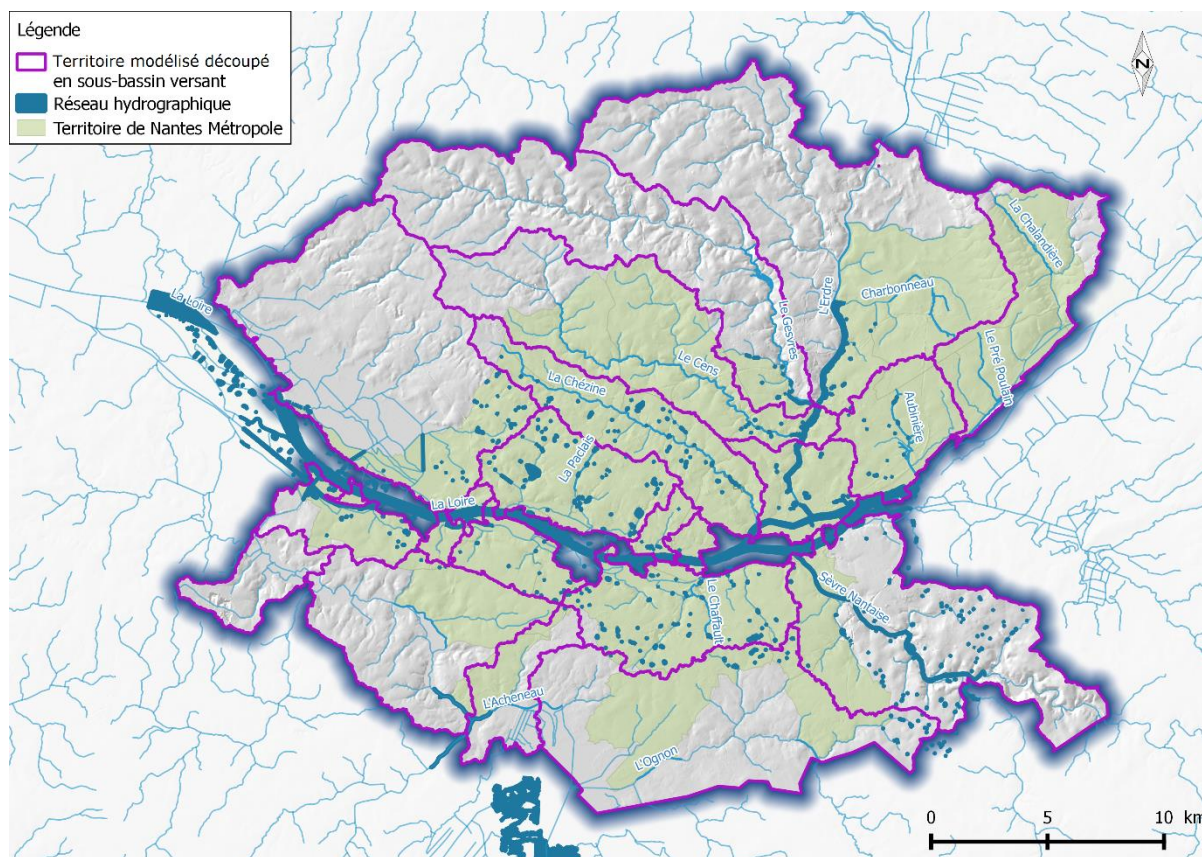 Légende
Territoire modélisé découpé
en sous-bassin versant
Réseau hydrographique
Territoire de Nantes Métropole
N
La Chalandière
La Loire
L'Erdre
Charbonneau
Le Gesvres
Le Cens
Le Pré Poulain
La Chézine
Aubinière
La Paclais
La Loire
Sèvre Nantaise
Le Chaffault
L'Acheneau
L'Ognon
0 5 10 km